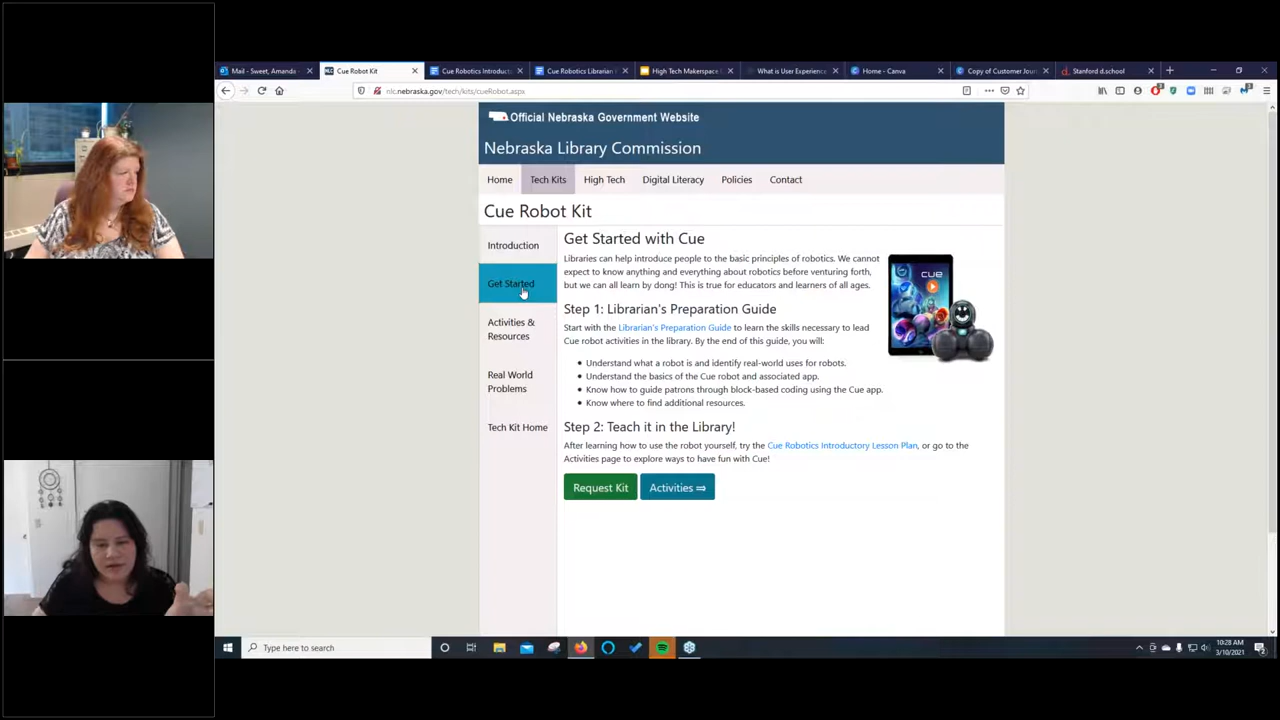 Mail - Sweet, Amanda
Cue Robot Kit
Cue Robotics Introduct
Cue Robotics Librarian
High Tech Makerspace
What is User Experience
Home - Canva
Copy of Customer Jour
Stanford d.school
nlc.nebraska.gov/tech/kits/cueRobot.aspx
Official Nebraska Government Website
Nebraska Library Commission
Home Tech Kits High Tech Digital Literacy Policies Contact
Cue Robot Kit
Introduction
Get Started
Activities &
Resources
Real World
Problems
Tech Kit Home
Get Started with Cue
Libraries can help introduce people to the basic principles of robotics. We cannot
expect to know anything and everything about robotics before venturing forth,
but we can all learn by dong! This is true for educators and learners of all ages.
cue
Step 1: Librarian's Preparation Guide
Start with the Librarian's Preparation Guide to learn the skills necessary to lead
Cue robot activities in the library. By the end of this guide, you will:
• Understand what a robot is and identify real-world uses for robots.
• Understand the basics of the Cue robot and associated app.
• Know how to guide patrons through block-based coding using the Cue app.
• Know where to find additional resources.
Step 2: Teach it in the Library!
After learning how to use the robot yourself, try the Cue Robotics Introductory Lesson Plan, or go to the
Activities page to explore ways to have fun with Cue!
Request Kit Activities ⇒
Type here to search
10:28 AM
3/10/2021